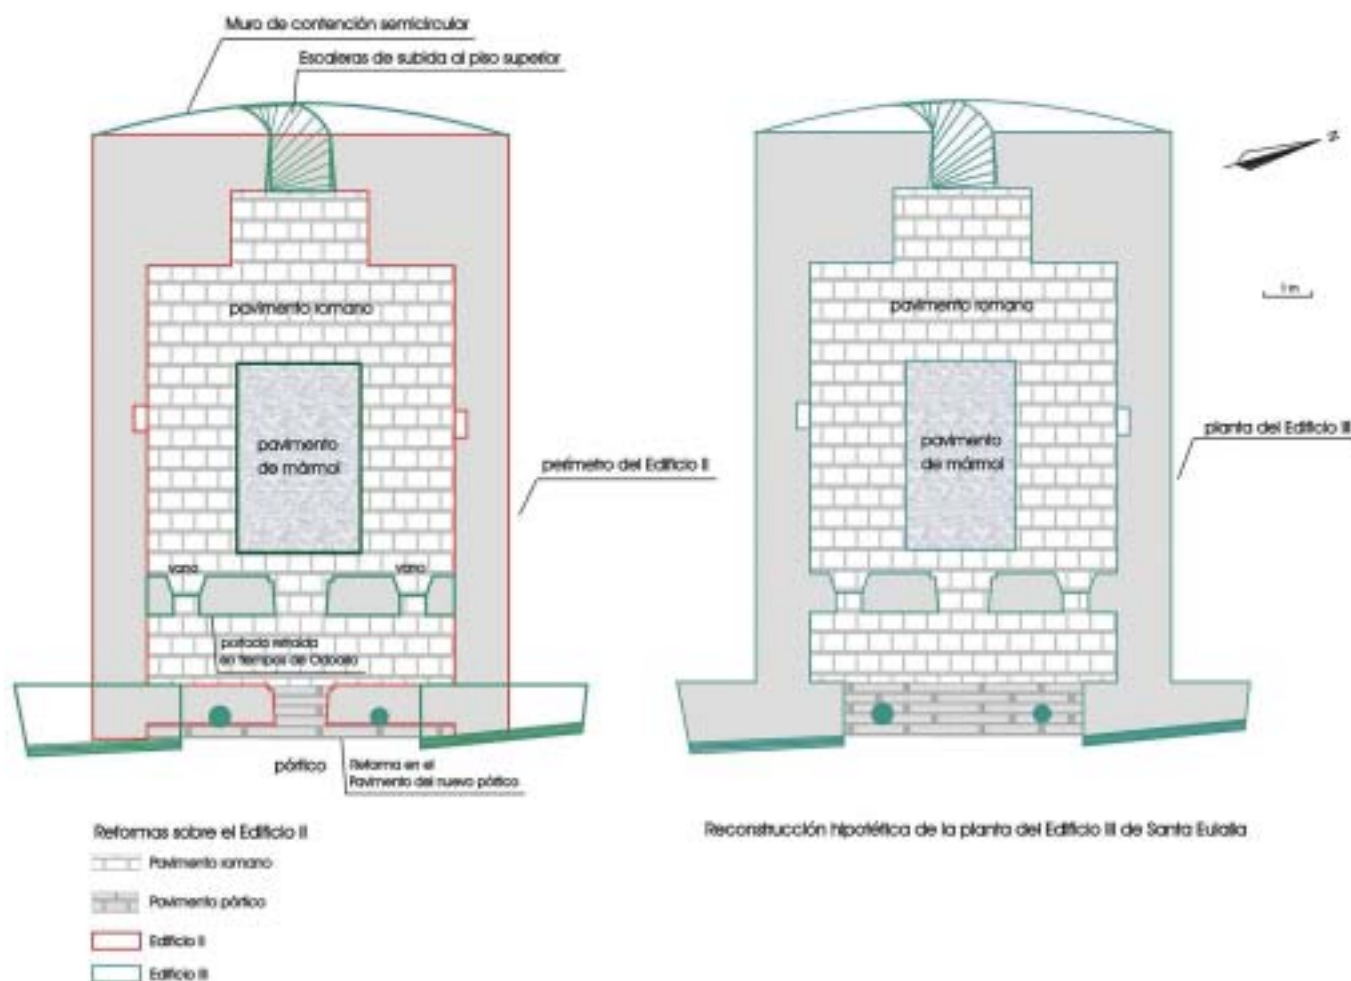 Muro de contención semicircular
Escaleras de subida al piso superior
N
1 m
pavimento romano
pavimento romano
pavimento
de mármol
pavimento
de mármol
perímetro del Edificio II
planta del Edificio III
vano
vano
portada retraída
en tiempos de Odoario
pórtico
Reforma en el
Pavimento del nuevo pórtico
Reformas sobre el Edificio II
Pavimento romano
Pavimento pórtico
Edificio II
Edificio III
Reconstrucción hipotética de la planta del Edificio III de Santa Eulalia